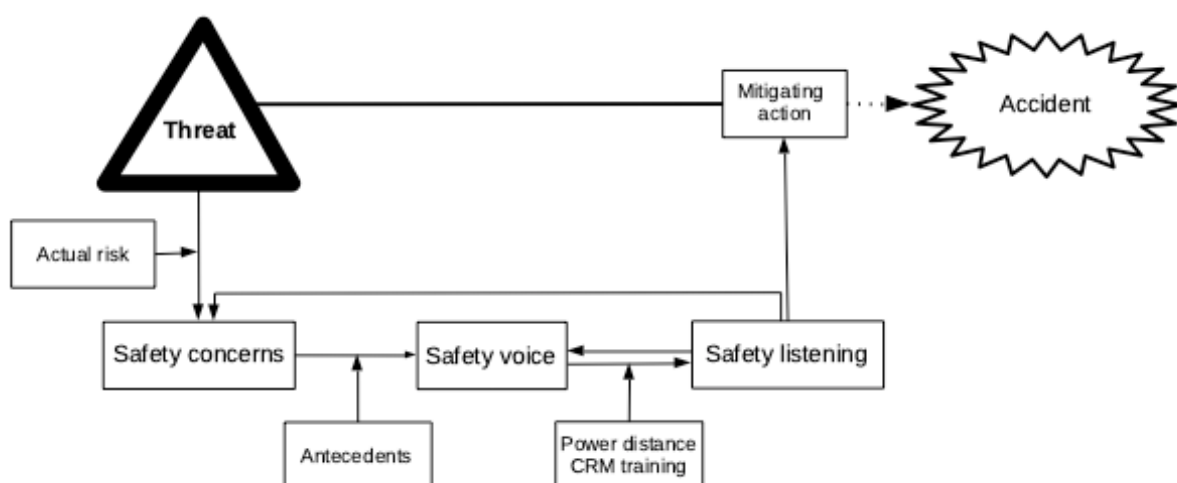 Threat
Mitigating
action
Accident
Actual risk
Safety concerns
Safety voice
Safety listening
Antecedents
Power distance
CRM training